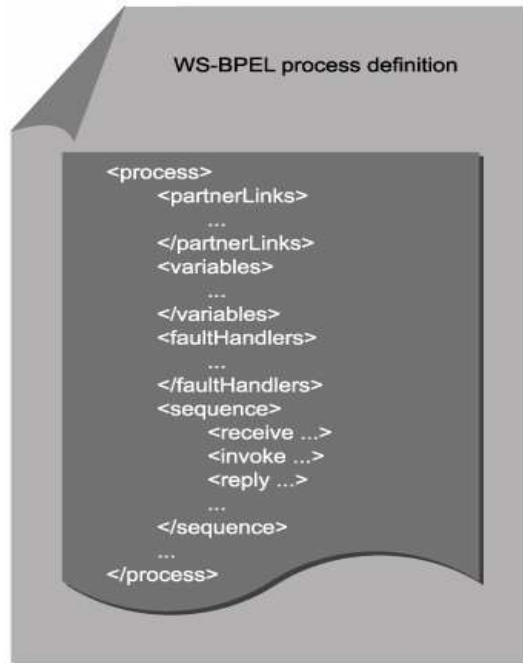 WS-BPEL process definition
<process>
<partnerLinks>
...
</partnerLinks>
<variables>
...
</variables>
<faultHandlers>
...
</faultHandlers>
<sequence>
<receive ...>
<invoke ...>
<reply ...>
...
</sequence>
...
</process>